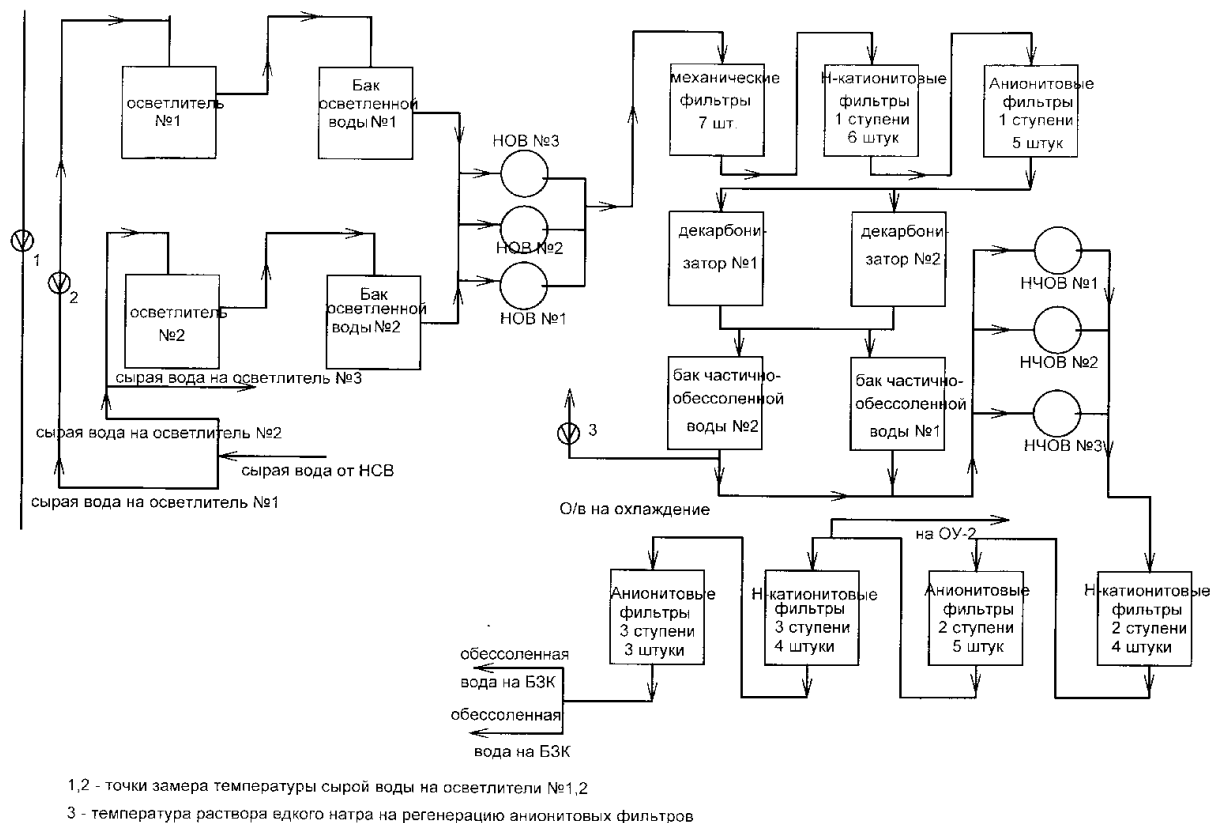 осветлитель
№1
Бак
осветленной
воды №1
НОВ №3
НОВ №2
НОВ №1
механические
фильтры
7 шт.
Н-катионитовые
фильтры
1 ступени
6 штук
Анионитовые
фильтры
1 ступени
5 штук
1
2
осветлитель
№2
Бак
осветленной
воды №2
декарбони-
затор №1
декарбони-
затор №2
НЧОВ №1
НЧОВ №2
НЧОВ №3
сырая вода на осветлитель №3
сырая вода на осветлитель №2
сырая вода от НСВ
сырая вода на осветлитель №1
бак частично-
обессоленной
воды №2
бак частично-
обессоленной
воды №1
3
О/в на охлаждение
на ОУ-2
Анионитовые
фильтры
3 ступени
3 штуки
Н-катионитовые
фильтры
3 ступени
4 штуки
Анионитовые
фильтры
2 ступени
5 штук
Н-катионитовые
фильтры
2 ступени
4 штуки
обессоленная
вода на БЗК
обессоленная
вода на БЗК
1,2 - точки замера температуры сырой воды на осветлители №1,2
3 - температура раствора едкого натра на регенерацию анионитовых фильтров